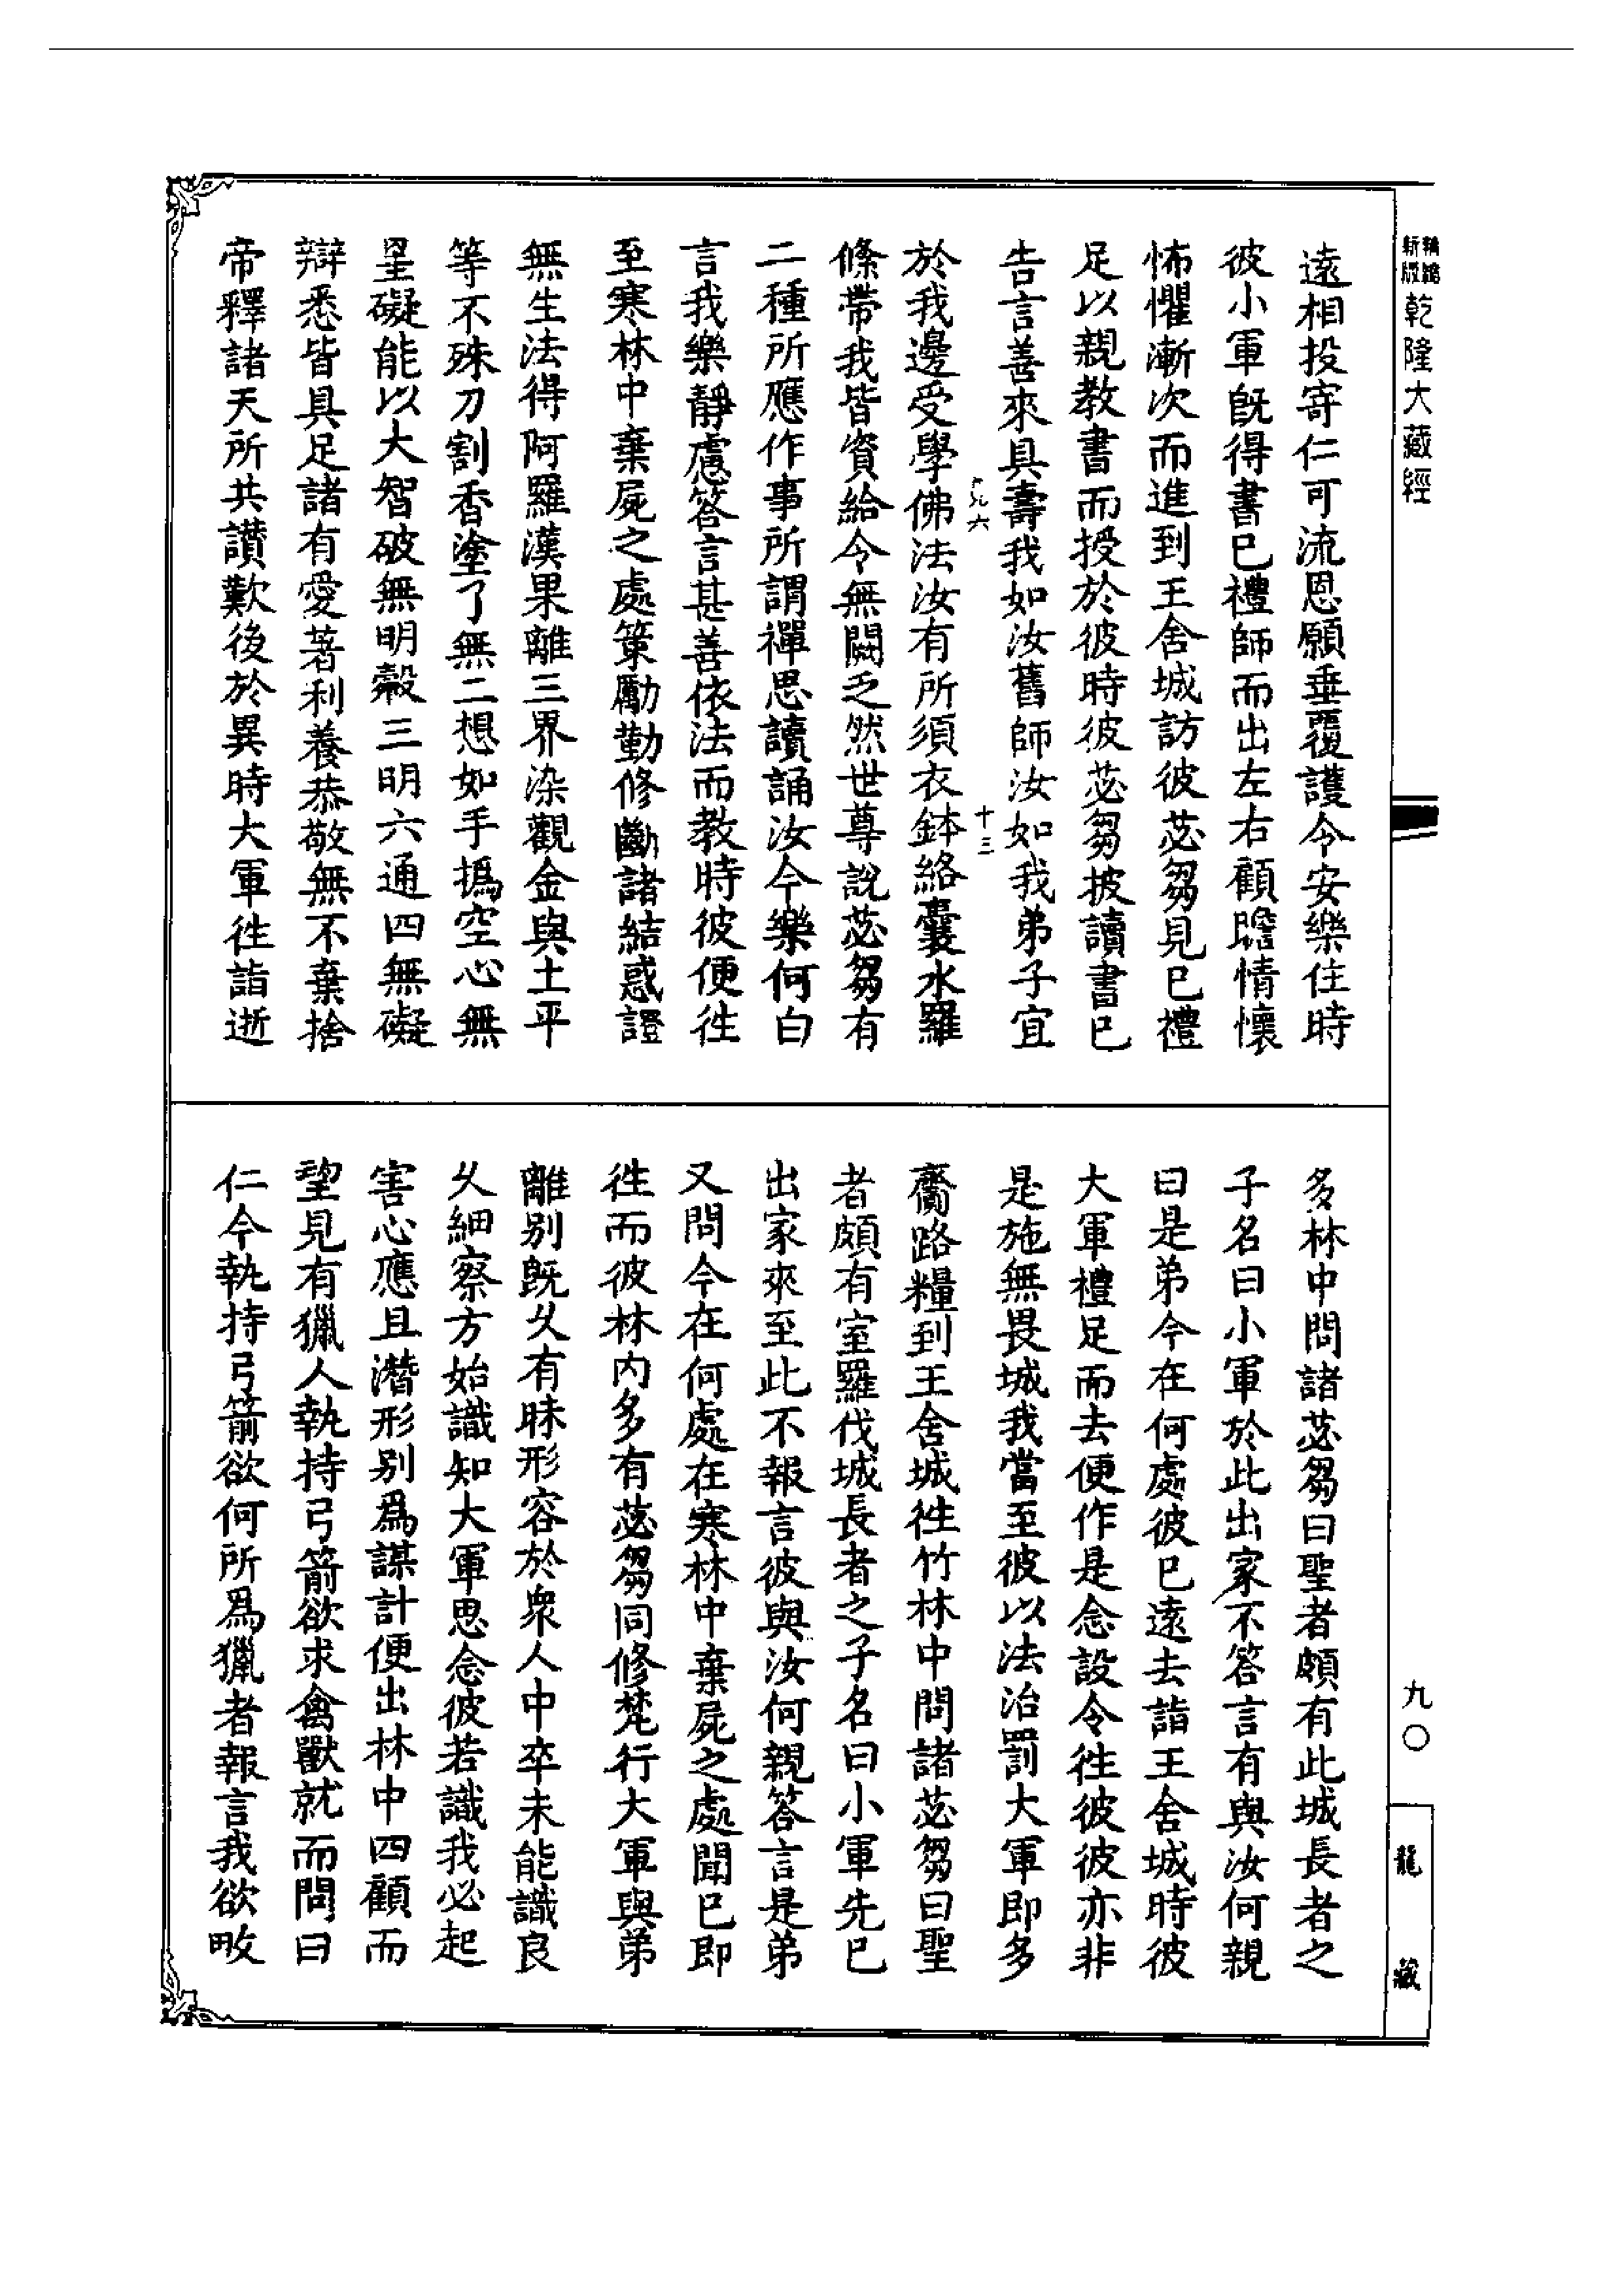 新編縮版 乾隆大藏經
遠相投寄仁可流恩願垂覆護令安樂住時
彼小軍旣得書已禮師而出左右顧瞻情懷
怖懼漸次而進到王舍城訪彼苾芻見已禮
足以親教書而授於彼時彼苾芻披讀書已
告言善來具壽我如汝舊師汝如我弟子宜
於我邊受學佛法汝有所須衣鉢絡囊水羅
條帶我皆資給令無闕乏然世尊說苾芻有
二種所應作事所謂禪思讀誦汝今樂何白
言我樂靜慮答言甚善依法而教時彼便徃
至寒林中棄屍之處策勵勤修斷諸結惑證
無生法得阿羅漢果離三界染觀金與土平
等不殊刀割香塗了無二想如手撝空心無
罣礙能以大智破無明㲉三明六通四無礙
辯悉皆具足諸有愛著利養恭敬無不棄捨
帝釋諸天所共讚歎後於異時大軍徃詣逝
十三
多林中問諸苾芻曰聖者頗有此城長者之
子名曰小軍於此出家不答言有與汝何親
曰是弟今在何處彼已遠去詣王舍城時彼
大軍禮足而去便作是念設令徃彼彼亦非
是施無畏城我當至彼以法治罰大軍即多
齎路糧到王舍城徃竹林中問諸苾芻曰聖
者頗有室羅伐城長者之子名曰小軍先已
出家來至此不報言彼與汝何親答言是弟
又問今在何處在寒林中棄屍之處聞已即
徃而彼林内多有苾芻同修梵行大軍與弟
離别旣乆有昧形容於衆人中卒未能識良
乆細察方始識知大軍思念彼若識我必起
害心應且潛形别爲謀計便出林中四顧而
望見有獵人執持弓箭欲求禽獸就而問曰
仁今執持弓箭欲何所爲獵者報言我欲畋
九〇
龍藏